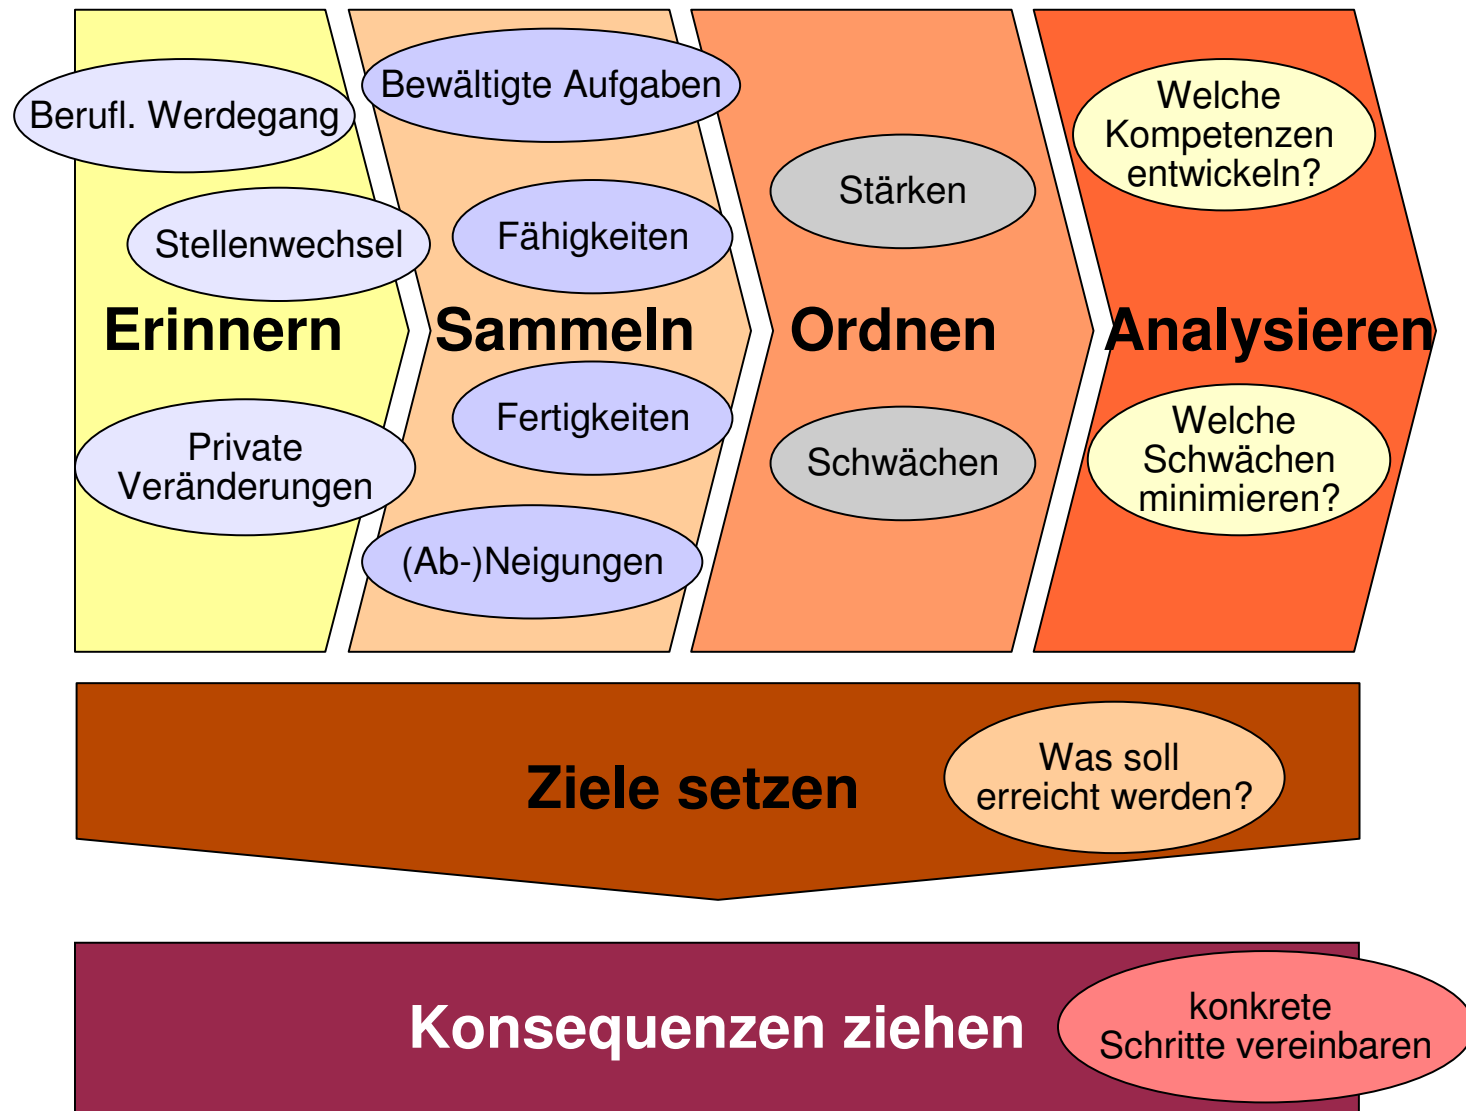 Berufl. Werdegang
Stellenwechsel
Erinnern
Private
Veränderungen
Bewältigte Aufgaben
Fähigkeiten
Sammeln
Fertigkeiten
(Ab-)Neigungen
Stärken
Ordnen
Schwächen
Welche
Kompetenzen
entwickeln?
Analysieren
Welche
Schwächen
minimieren?
Ziele setzen
Was soll
erreicht werden?
Konsequenzen ziehen
konkrete
Schritte vereinbaren